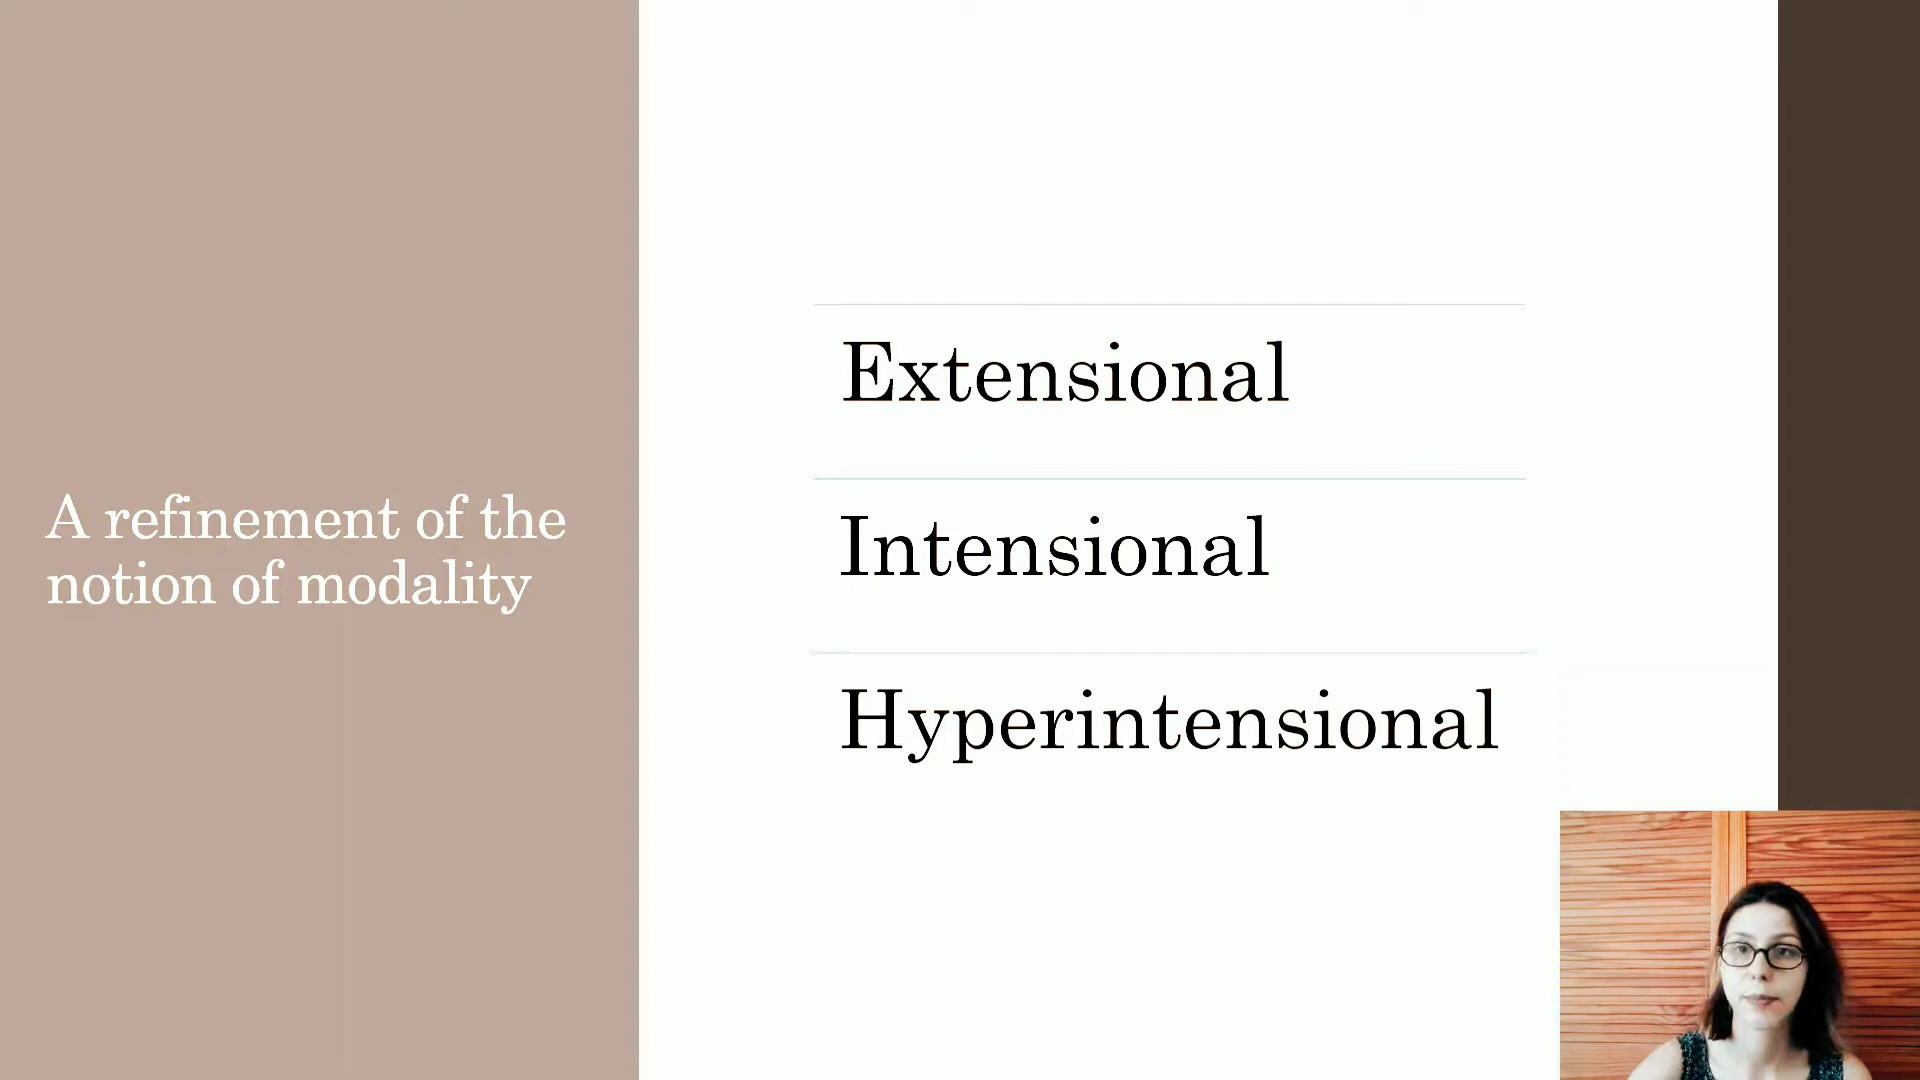 A refinement of the
notion of modality
Extensional
Intensional
Hyperintensional